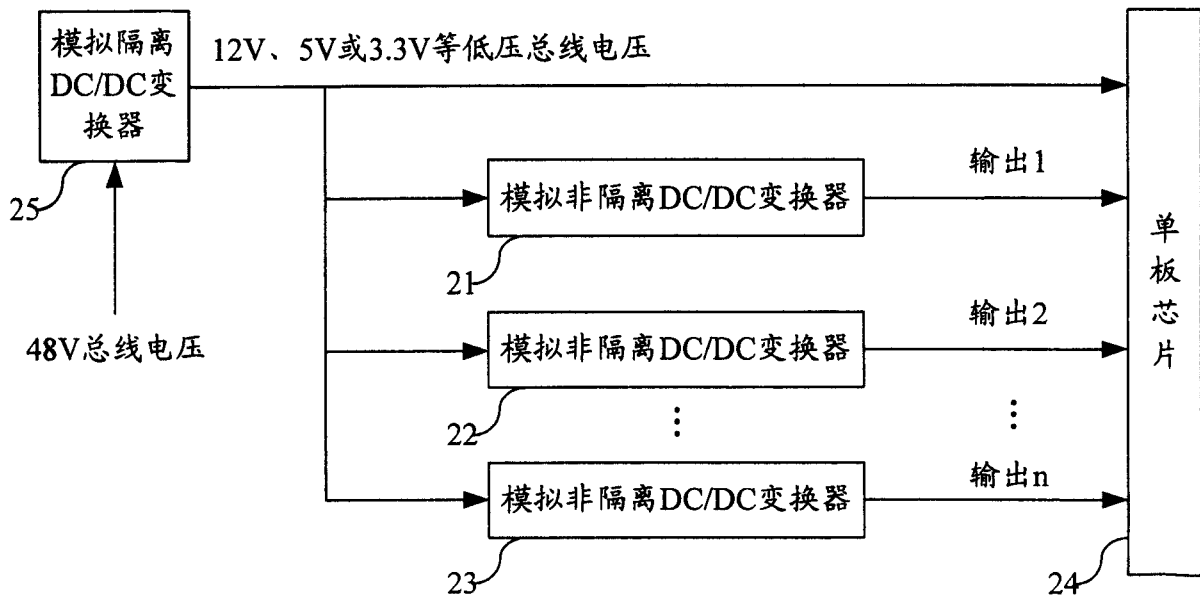 模拟隔离
DC/DC变
换器
12V、5V或3.3V等低压总线电压
25
48V总线电压
模拟非隔离DC/DC变换器
21
输出1
模拟非隔离DC/DC变换器
22
输出2
模拟非隔离DC/DC变换器
23
输出n
单
板
芯
片
24